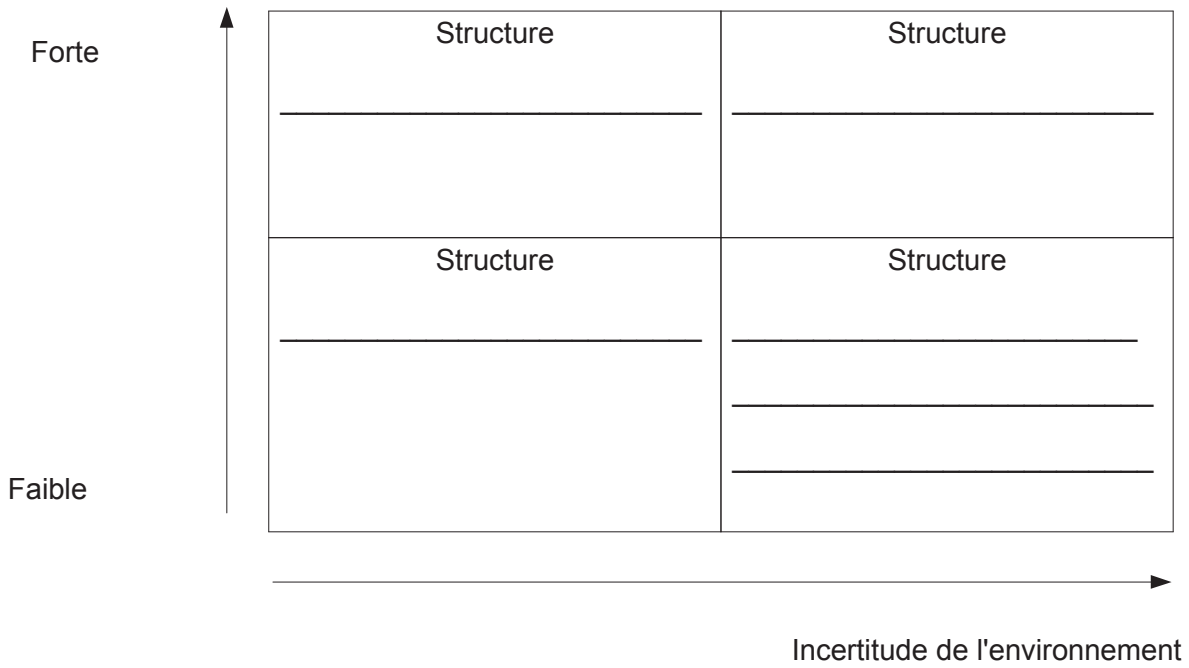 Forte
Structure
Structure
Structure
Structure
Faible
Incertitude de l'environnement